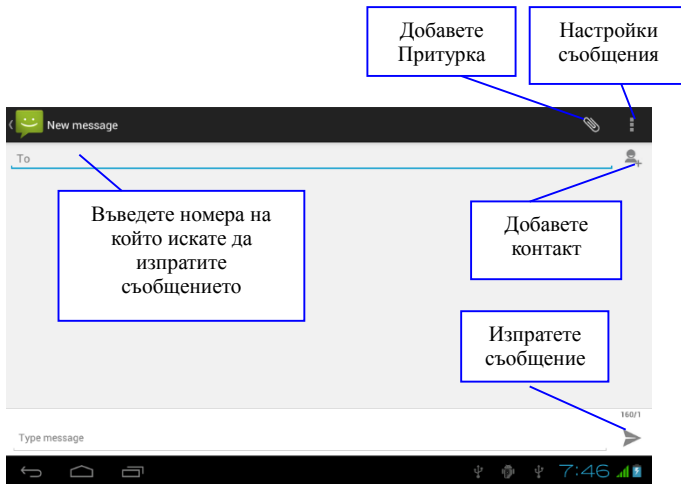 Добавете
Притурка
Настройки
съобщения
New message
To
Въведете номера на
който искате да
изпратите
съобщението
Добавете
контакт
Изпратете
съобщение
160/1
Type message
7:46